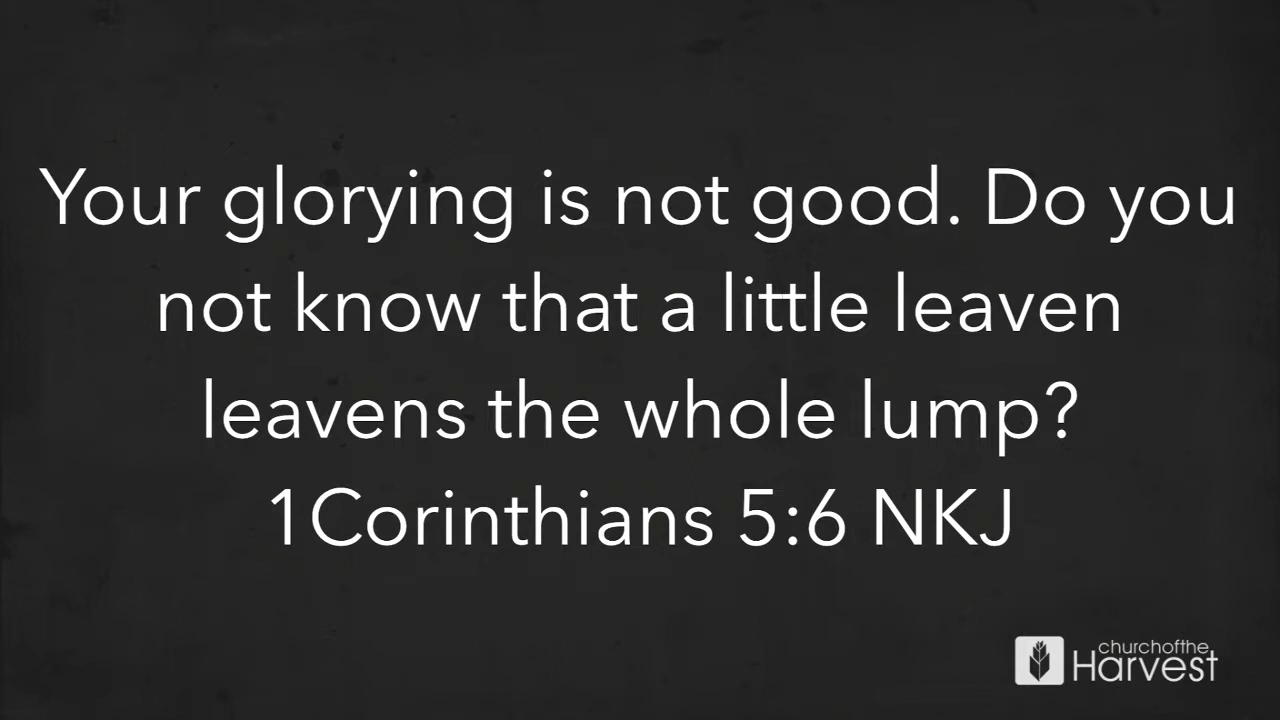 Your glorying is not good. Do you
not know that a little leaven
leavens the whole lump?
1Corinthians 5:6 NKJ
churchofthe
Harvest